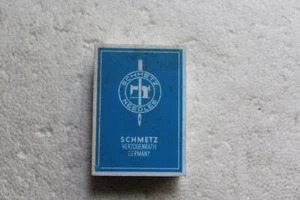 SCHMETZ
NEEDLES
SCHMETZ
HERZOGENRATH
GERMANY